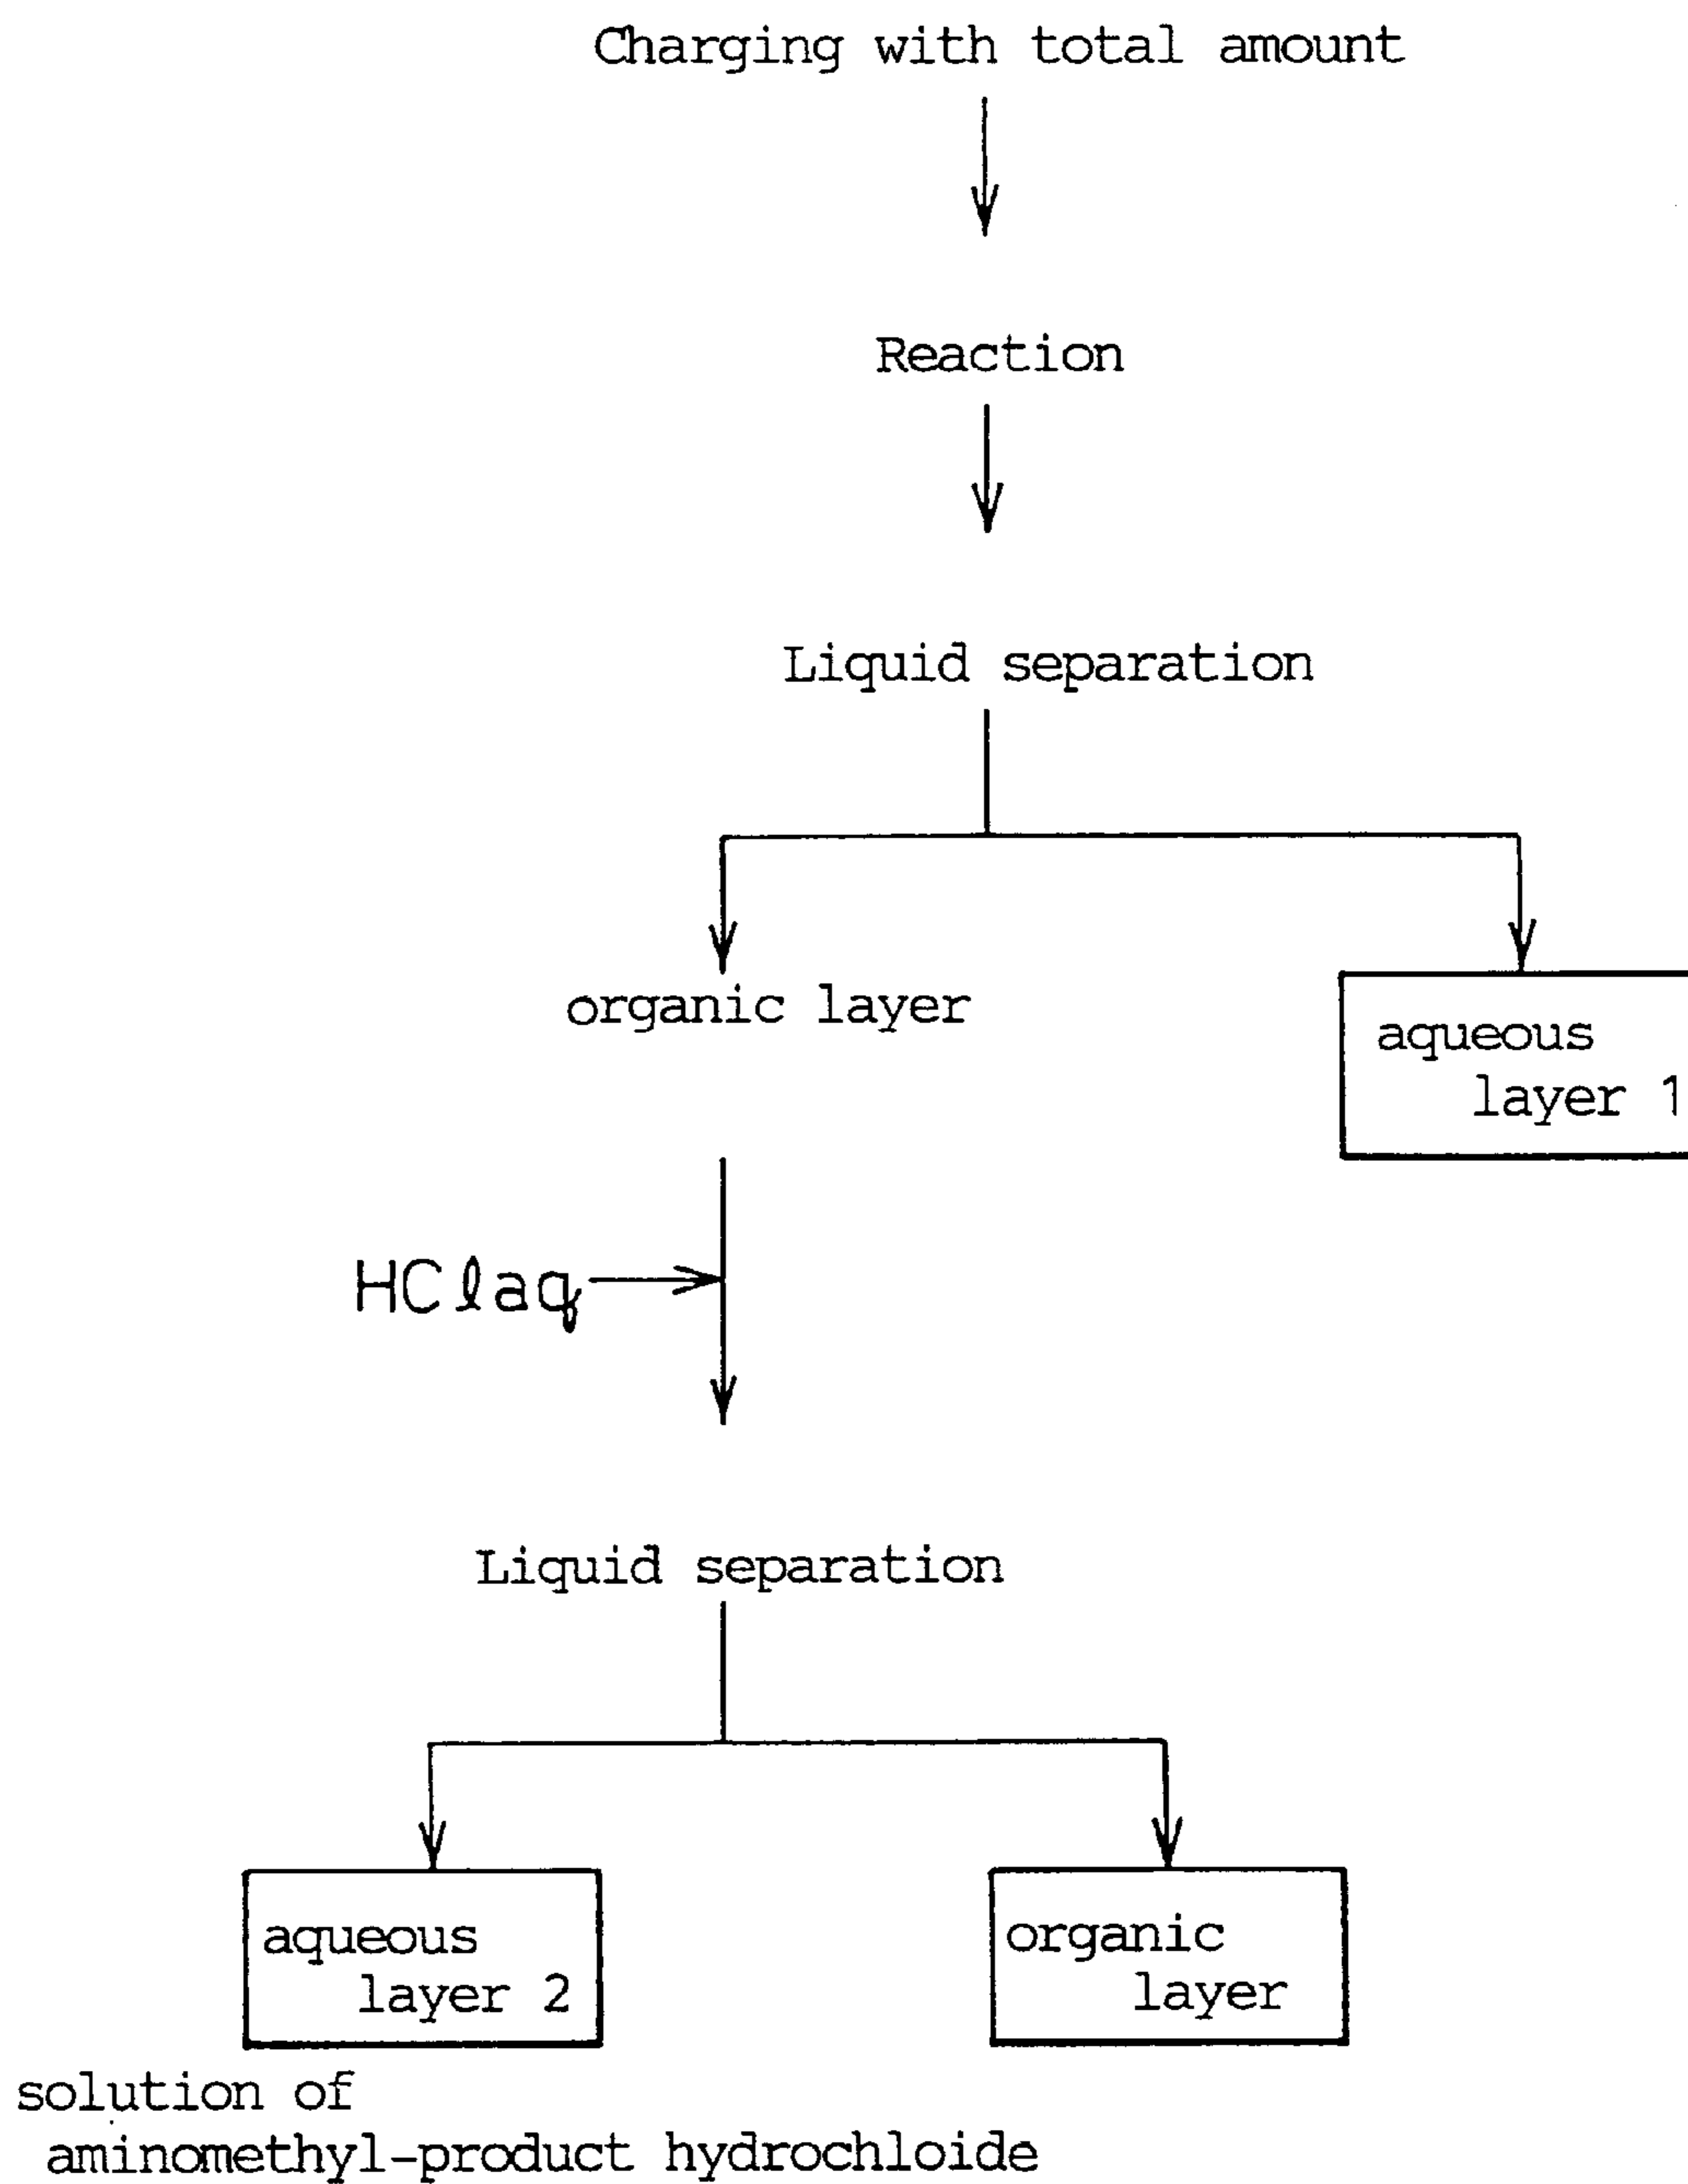 Charging with total amount
Reaction
Liquid separation
organic layer
aqueous
layer 1
HClaq
Liquid separation
aqueous
layer 2
organic
layer
solution of
aminomethyl-product hydrochloide